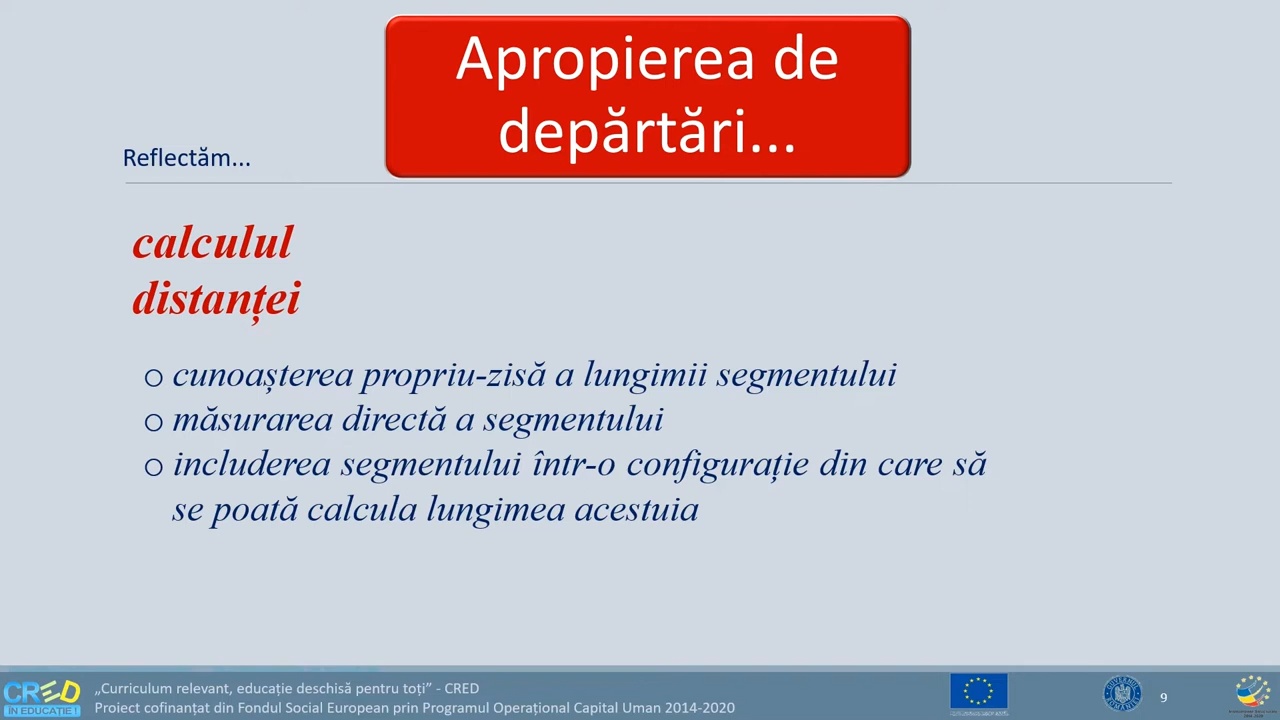 Apropierea de
depărtări...
Reflectăm...
calculul
distanței
o cunoașterea propriu-zisă a lungimii segmentului
o măsurarea directă a segmentului
o includerea segmentului într-o configurație din care să
se poată calcula lungimea acestuia
CRED
ÎN EDUCAȚIE !
„Curriculum relevant, educație deschisă pentru toți” - CRED
Proiect cofinanțat din Fondul Social European prin Programul Operațional Capital Uman 2014-2020
9